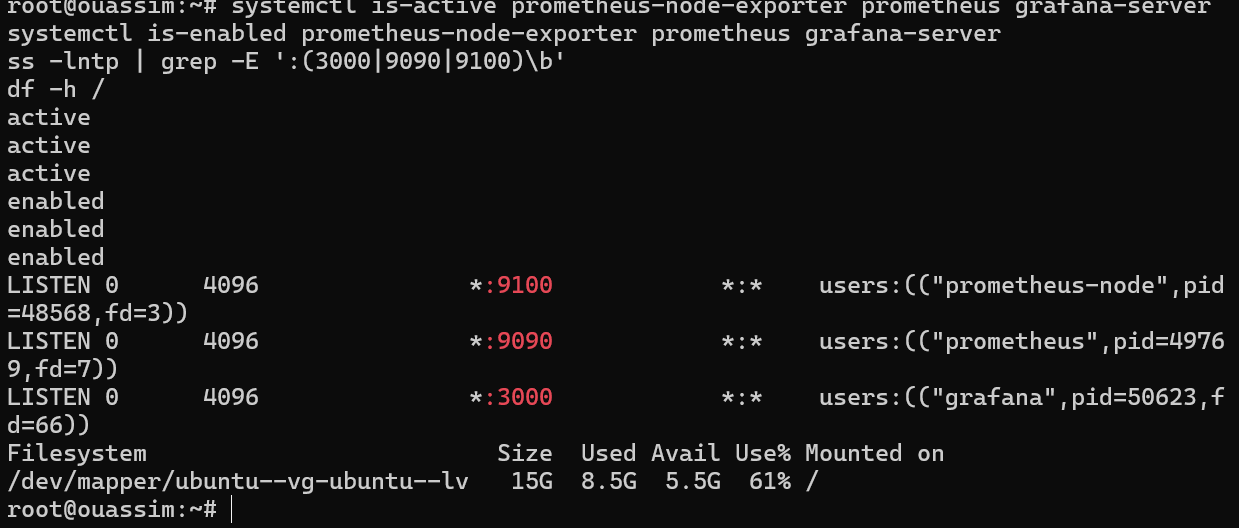 root@ouassim:~# systemctl is-active prometheus-node-exporter prometheus grafana-server
systemctl is-enabled prometheus-node-exporter prometheus grafana-server
ss -lntp | grep -E ':(3000|9090|9100)\b'
df -h /
active
active
active
enabled
enabled
enabled
LISTEN 0      4096               *:9100            *:*    users:(("prometheus-node",pid
=48568,fd=3))
LISTEN 0      4096               *:9090            *:*    users:(("prometheus",pid=4976
9,fd=7))
LISTEN 0      4096               *:3000            *:*    users:(("grafana",pid=50623,f
d=66))
Filesystem                         Size  Used Avail Use% Mounted on
/dev/mapper/ubuntu--vg-ubuntu--lv   15G  8.5G  5.5G  61% /
root@ouassim:~#